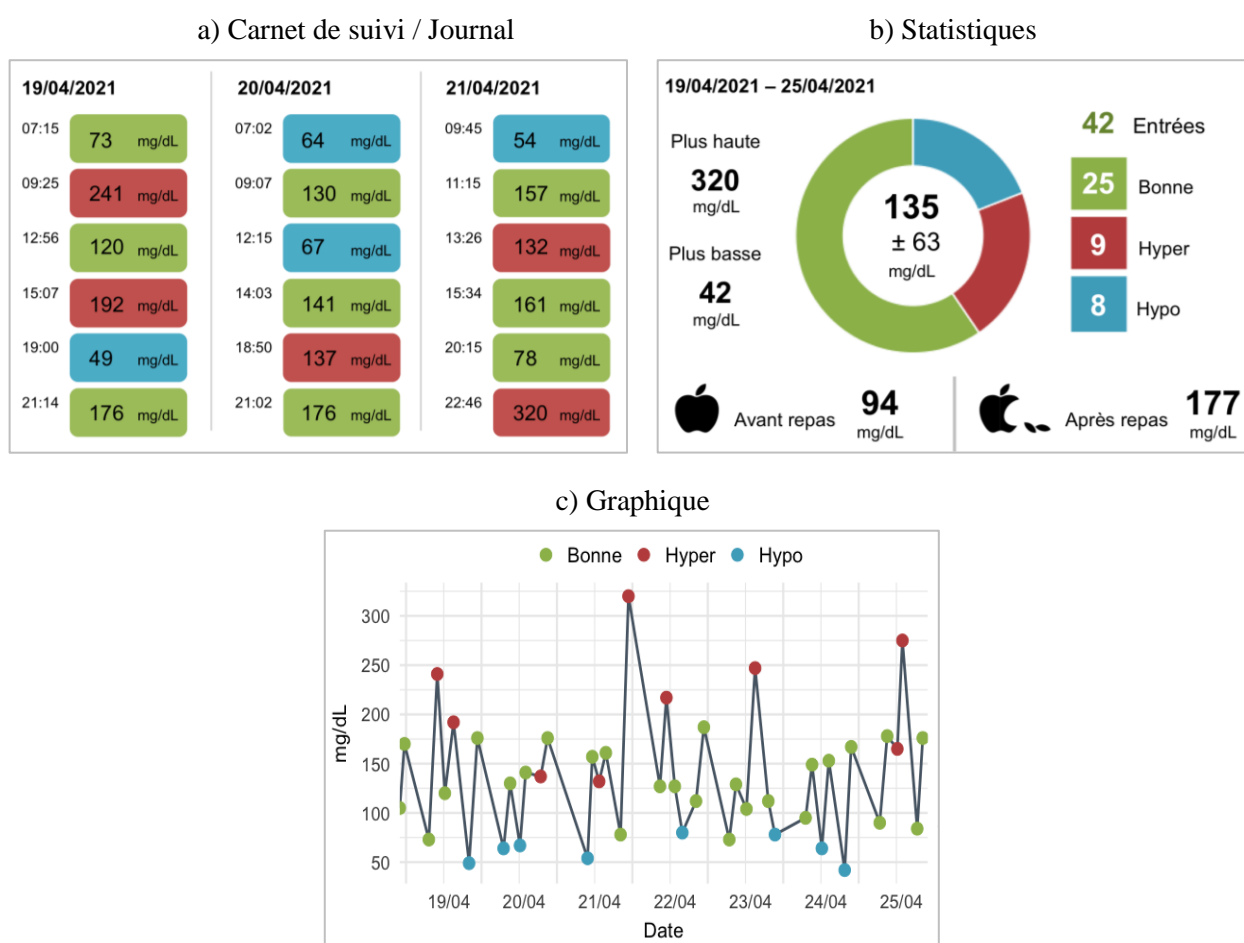 a) Carnet de suivi / Journal
19/04/2021
07:15 73 mg/dL
09:25 241 mg/dL
12:56 120 mg/dL
15:07 192 mg/dL
19:00 49 mg/dL
21:14 176 mg/dL
20/04/2021
07:02 64 mg/dL
09:07 130 mg/dL
12:15 67 mg/dL
14:03 141 mg/dL
18:50 137 mg/dL
21:02 176 mg/dL
21/04/2021
09:45 54 mg/dL
11:15 157 mg/dL
13:26 132 mg/dL
15:34 161 mg/dL
20:15 78 mg/dL
22:46 320 mg/dL
b) Statistiques
19/04/2021 – 25/04/2021
Plus haute
320
mg/dL
Plus basse
42
mg/dL
135
± 63
mg/dL
42 Entrées
25 Bonne
9 Hyper
8 Hypo
Avant repas 94
mg/dL
Après repas 177
mg/dL
c) Graphique
Bonne Hyper Hypo
mg/dL
300
250
200
150
100
50
19/04 20/04 21/04 22/04 23/04 24/04 25/04
Date